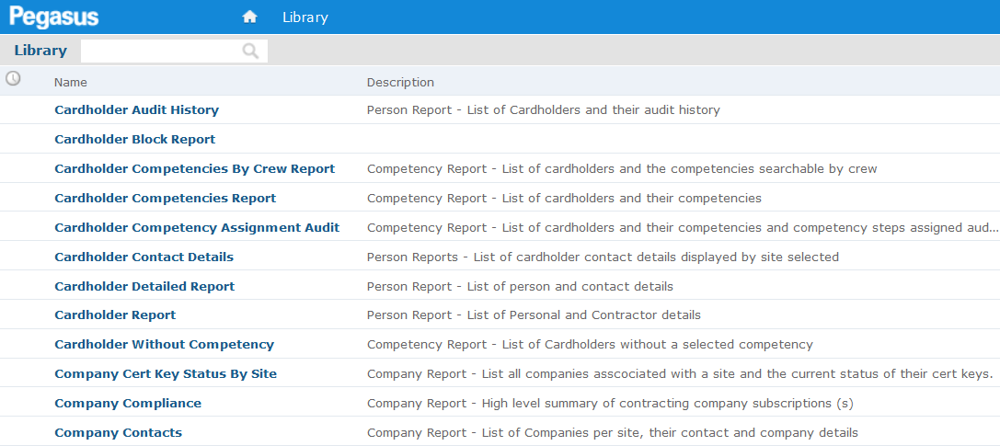 Pegasus Library
Library
Name Description
Cardholder Audit History Person Report - List of Cardholders and their audit history
Cardholder Block Report
Cardholder Competencies By Crew Report Competency Report - List of cardholders and the competencies searchable by crew
Cardholder Competencies Report Competency Report - List of cardholders and their competencies
Cardholder Competency Assignment Audit Competency Report - List of cardholders and their competencies and competency steps assigned aud...
Cardholder Contact Details Person Reports - List of cardholder contact details displayed by site selected
Cardholder Detailed Report Person Report - List of person and contact details
Cardholder Report Person Report - List of Personal and Contractor details
Cardholder Without Competency Competency Report - List of Cardholders without a selected competency
Company Cert Key Status By Site Company Report - List all companies asscociated with a site and the current status of their cert keys.
Company Compliance Company Report - High level summary of contracting company subscriptions (s)
Company Contacts Company Report - List of Companies per site, their contact and company details